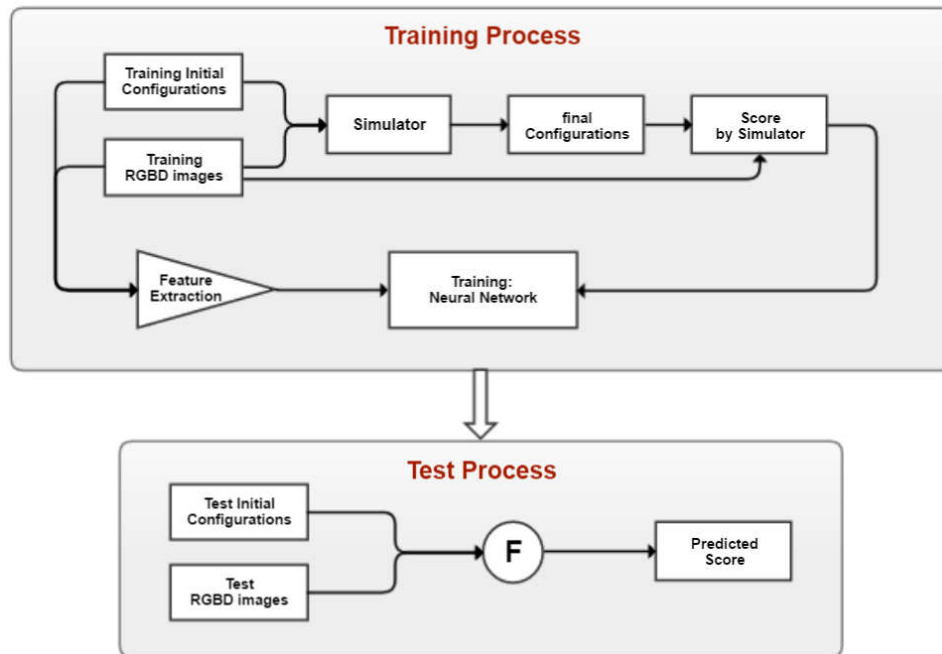 Training Process
Training Initial
Configurations
Simulator
final
Configurations
Score
by Simulator
Training
RGBD images
Feature
Extraction
Training:
Neural Network
Test Process
Test Initial
Configurations
F
Predicted
Score
Test
RGBD images